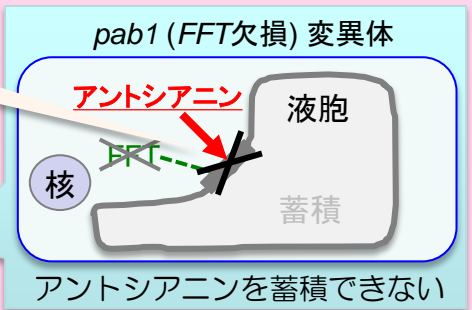 pab1 (FFT欠損) 変異体
アントシアニン
液胞
FFT
核
蓄積
アントシアニンを蓄積できない